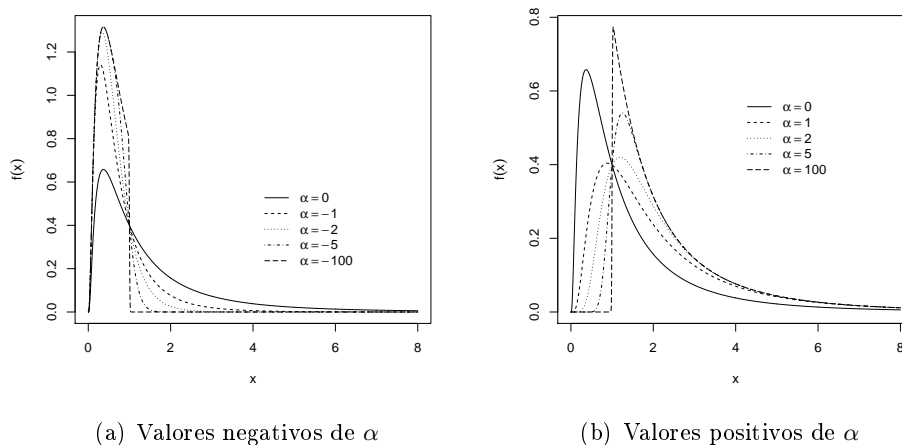 f(x)
1.2
1.0
0.8
0.6
0.4
0.2
0.0
α = 0
α = −1
α = −2
α = −5
α = −100
0 2 4 6 8
x
(a) Valores negativos de α
f(x)
0.8
0.6
0.4
0.2
0.0
α = 0
α = 1
α = 2
α = 5
α = 100
0 2 4 6 8
x
(b) Valores positivos de α